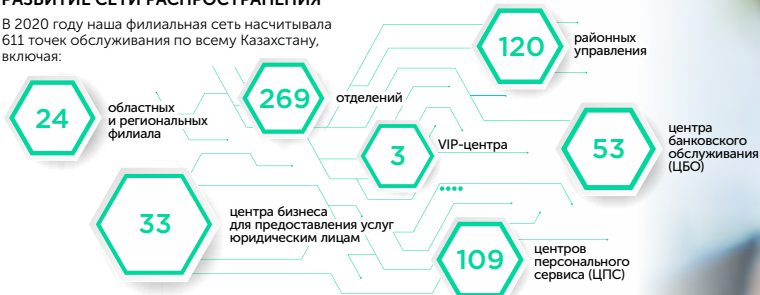 РАЗВИТИЕ СЕТИ РАСПРОСТРАНЕНИЯ
В 2020 году наша филиальная сеть насчитывала
611 точек обслуживания по всему Казахстану,
включая:
24
областных
и региональных
филиала
269
отделений
120
районных
управления
3
VIP-центра
53
центра
банковского
обслуживания
(ЦБО)
33
центра бизнеса
для предоставления услуг
юридическим лицам
109
центров
персонального
сервиса (ЦПС)